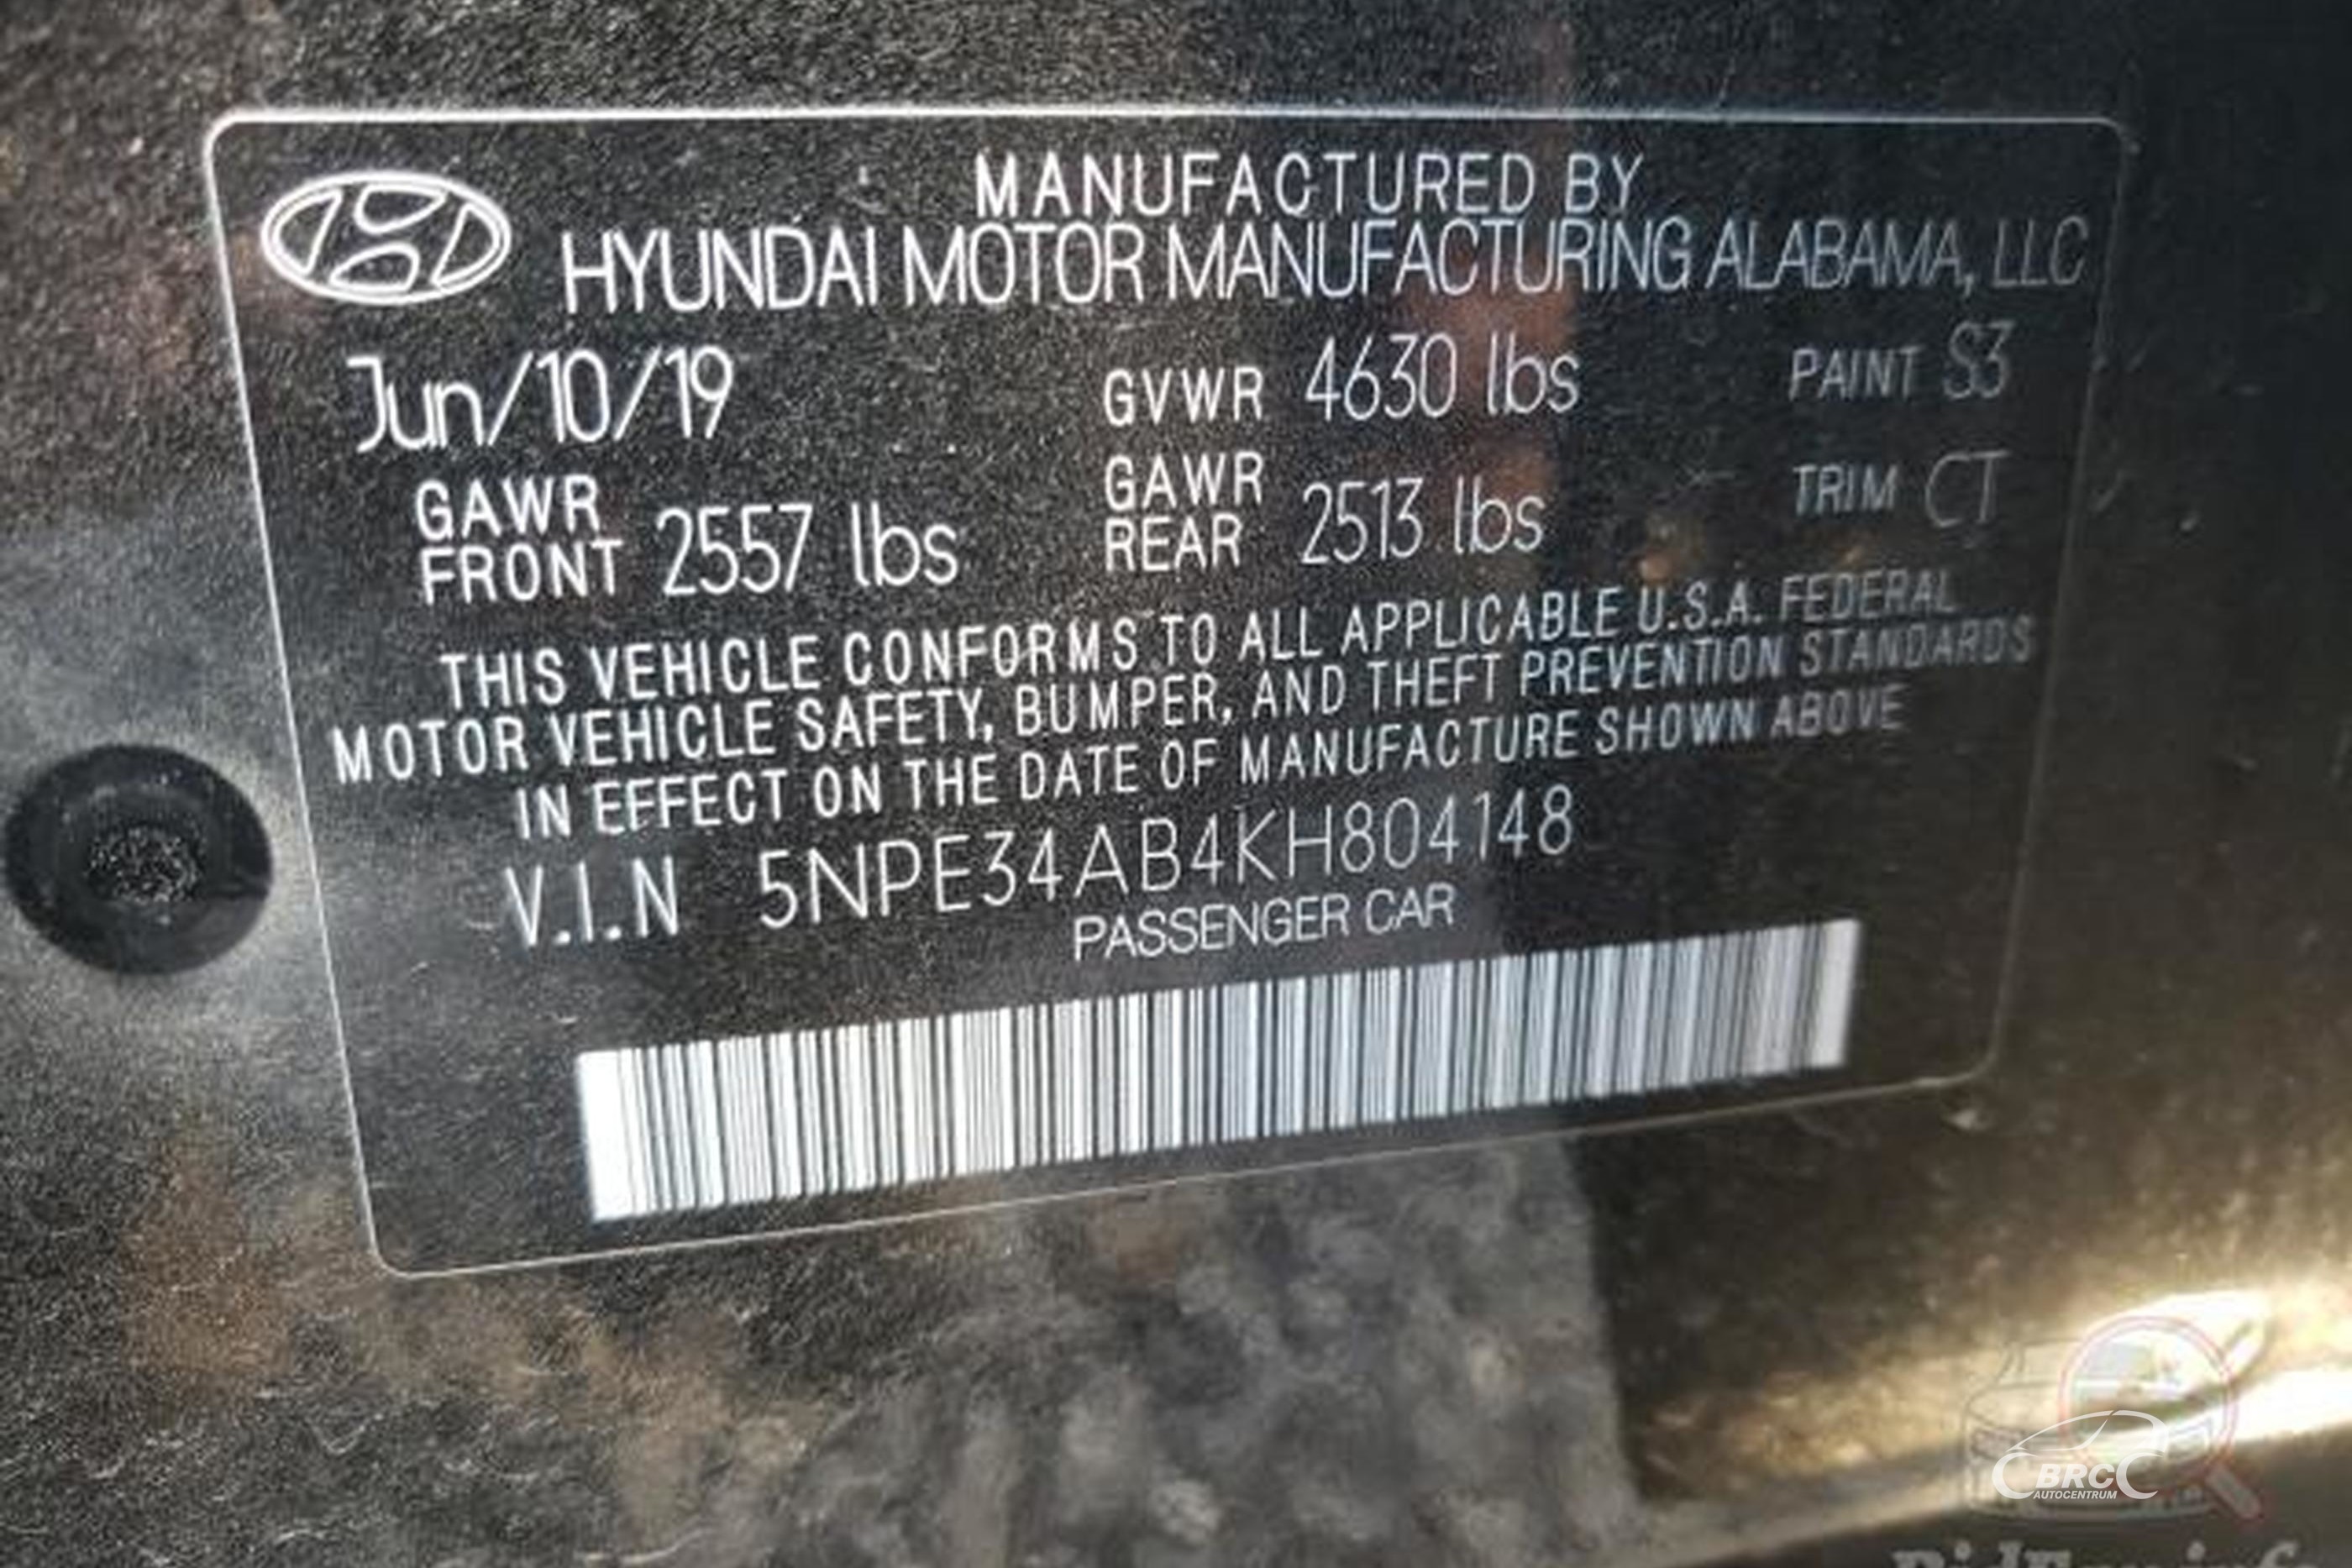 MANUFACTURED BY
HYUNDAI MOTOR MANUFACTURING ALABAMA, LLC
Jun/10/19 GVWR 4630 lbs PAINT S3
GAWR FRONT 2557 lbs GAWR REAR 2513 lbs TRIM CT
THIS VEHICLE CONFORMS TO ALL APPLICABLE U.S.A. FEDERAL
MOTOR VEHICLE SAFETY, BUMPER, AND THEFT PREVENTION STANDARDS
IN EFFECT ON THE DATE OF MANUFACTURE SHOWN ABOVE
V.I.N 5NPE34AB4KH804148
PASSENGER CAR
BRC
AUTOCENTRUM